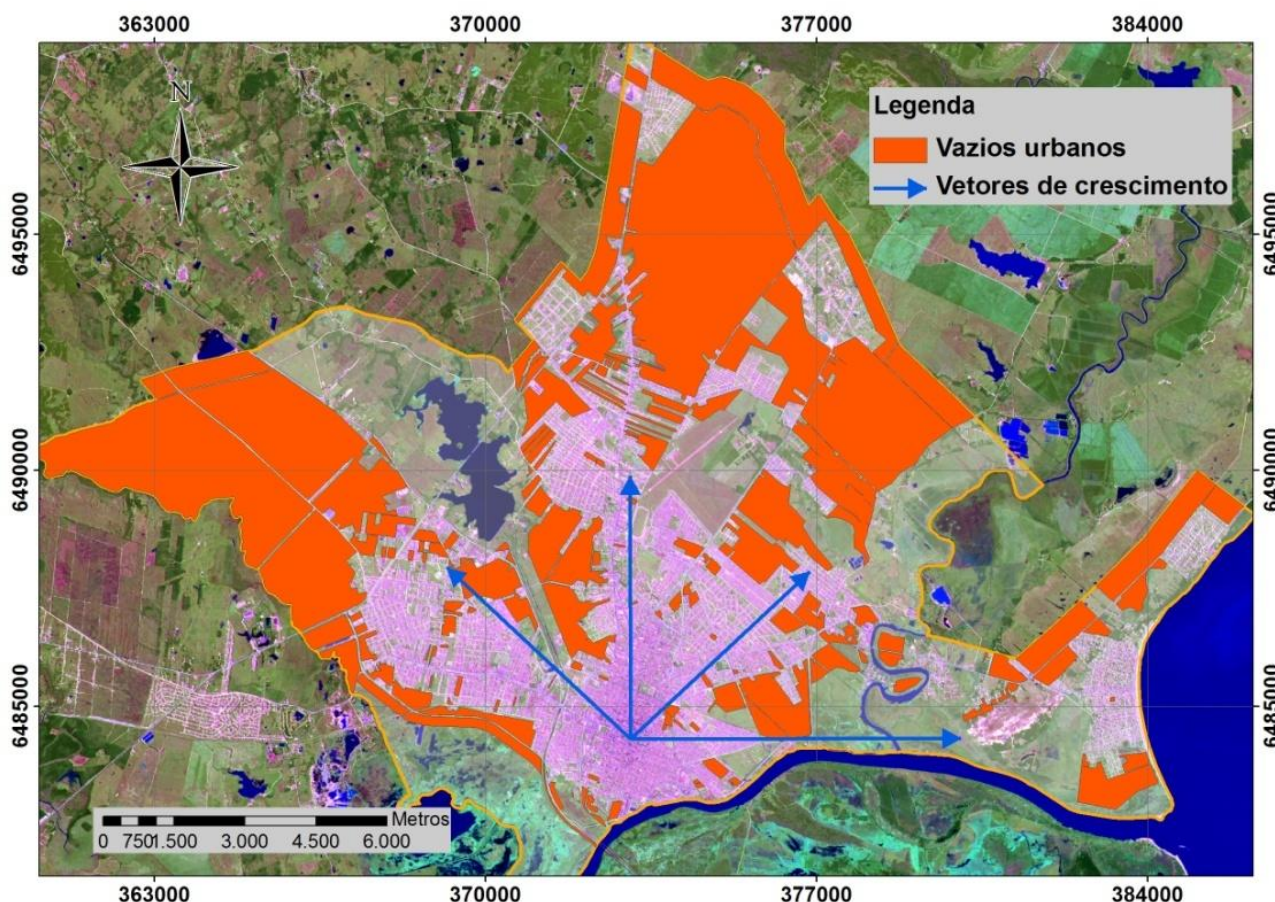 363000 370000 377000 384000
N
Legenda
Vazios urbanos
Vetores de crescimento
6495000 6495000
6490000 6490000
6485000 6485000
Metros
0 750 1.500 3.000 4.500 6.000
363000 370000 377000 384000